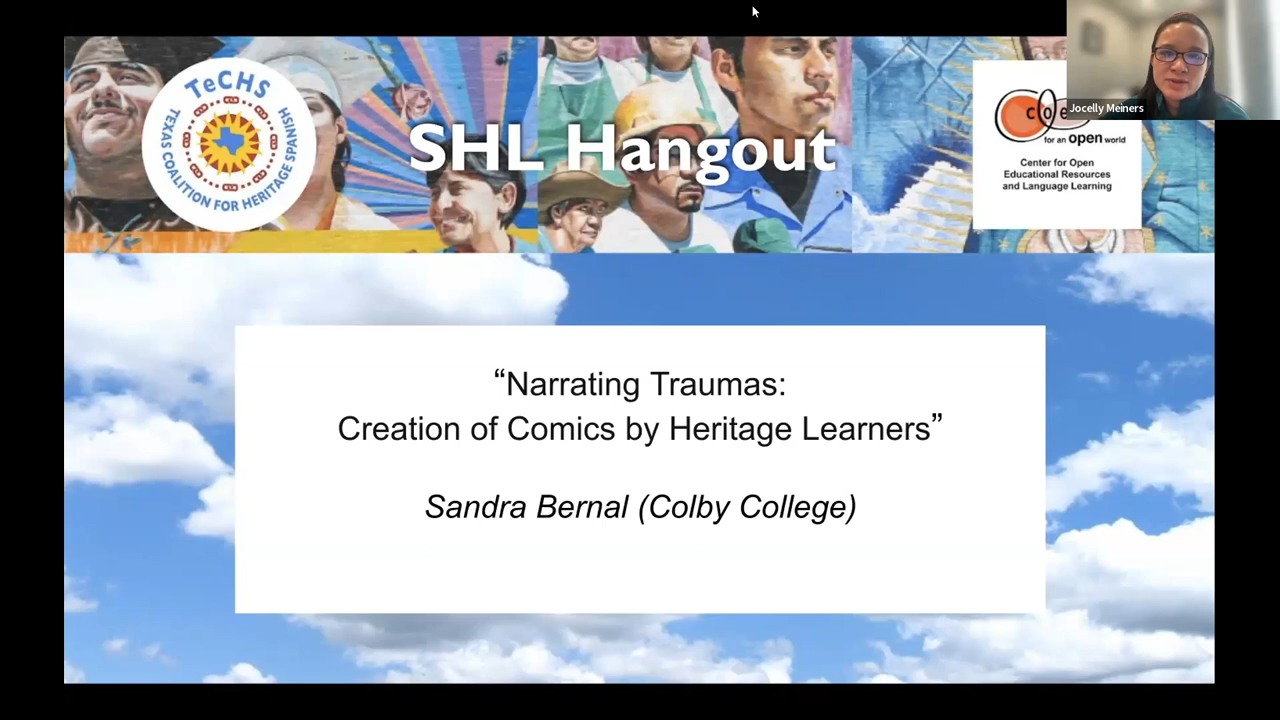 TeCHS
TEXAS COALITION FOR HERITAGE SPANISH
SHL Hangout
Jocelly Meiners
coe
for an open world
Center for Open
Educational Resources
and Language Learning
“Narrating Traumas:
Creation of Comics by Heritage Learners”
Sandra Bernal (Colby College)